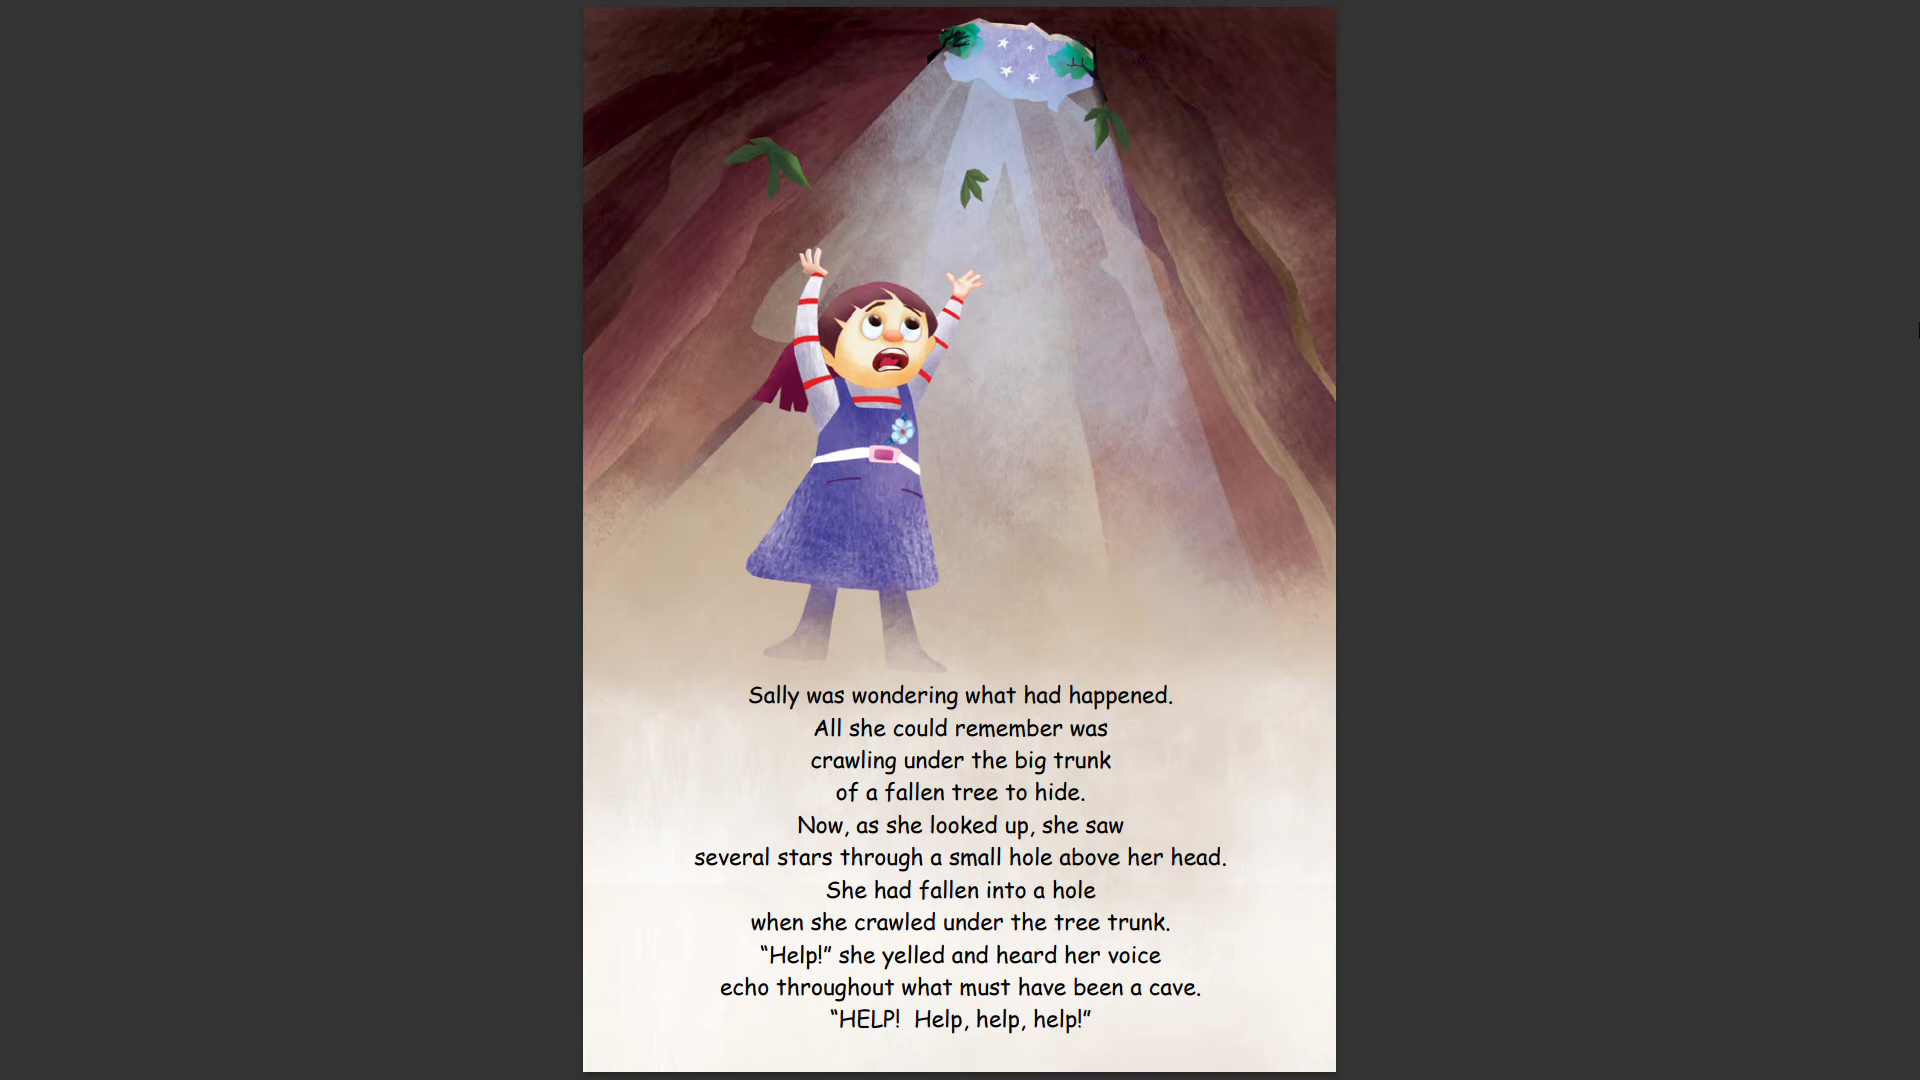 Sally was wondering what had happened.
All she could remember was
crawling under the big trunk
of a fallen tree to hide.
Now, as she looked up, she saw
several stars through a small hole above her head.
She had fallen into a hole
when she crawled under the tree trunk.
“Help!” she yelled and heard her voice
echo throughout what must have been a cave.
“HELP!  Help, help, help!”